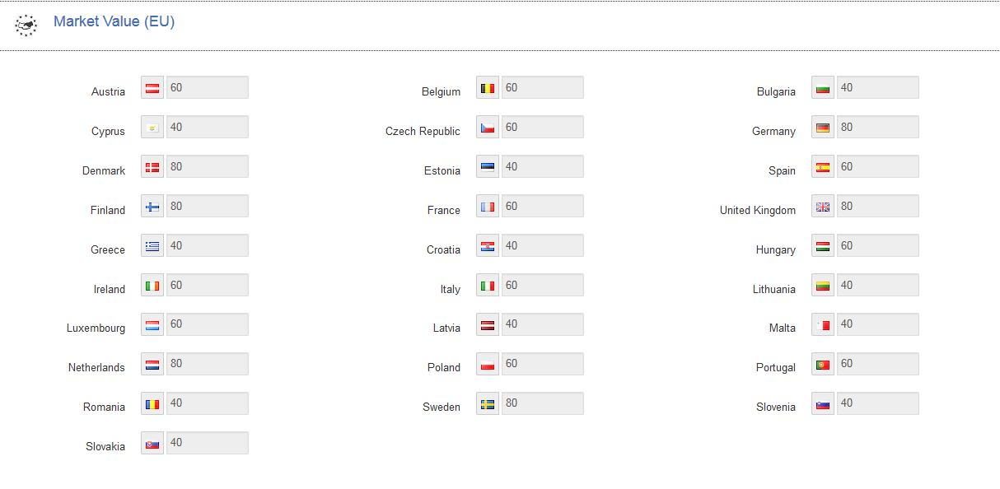 Market Value (EU)
Austria 60 Belgium 60 Bulgaria 40
Cyprus 40 Czech Republic 60 Germany 80
Denmark 80 Estonia 40 Spain 60
Finland 80 France 60 United Kingdom 80
Greece 40 Croatia 40 Hungary 60
Ireland 60 Italy 60 Lithuania 40
Luxembourg 60 Latvia 40 Malta 40
Netherlands 80 Poland 60 Portugal 60
Romania 40 Sweden 80 Slovenia 40
Slovakia 40